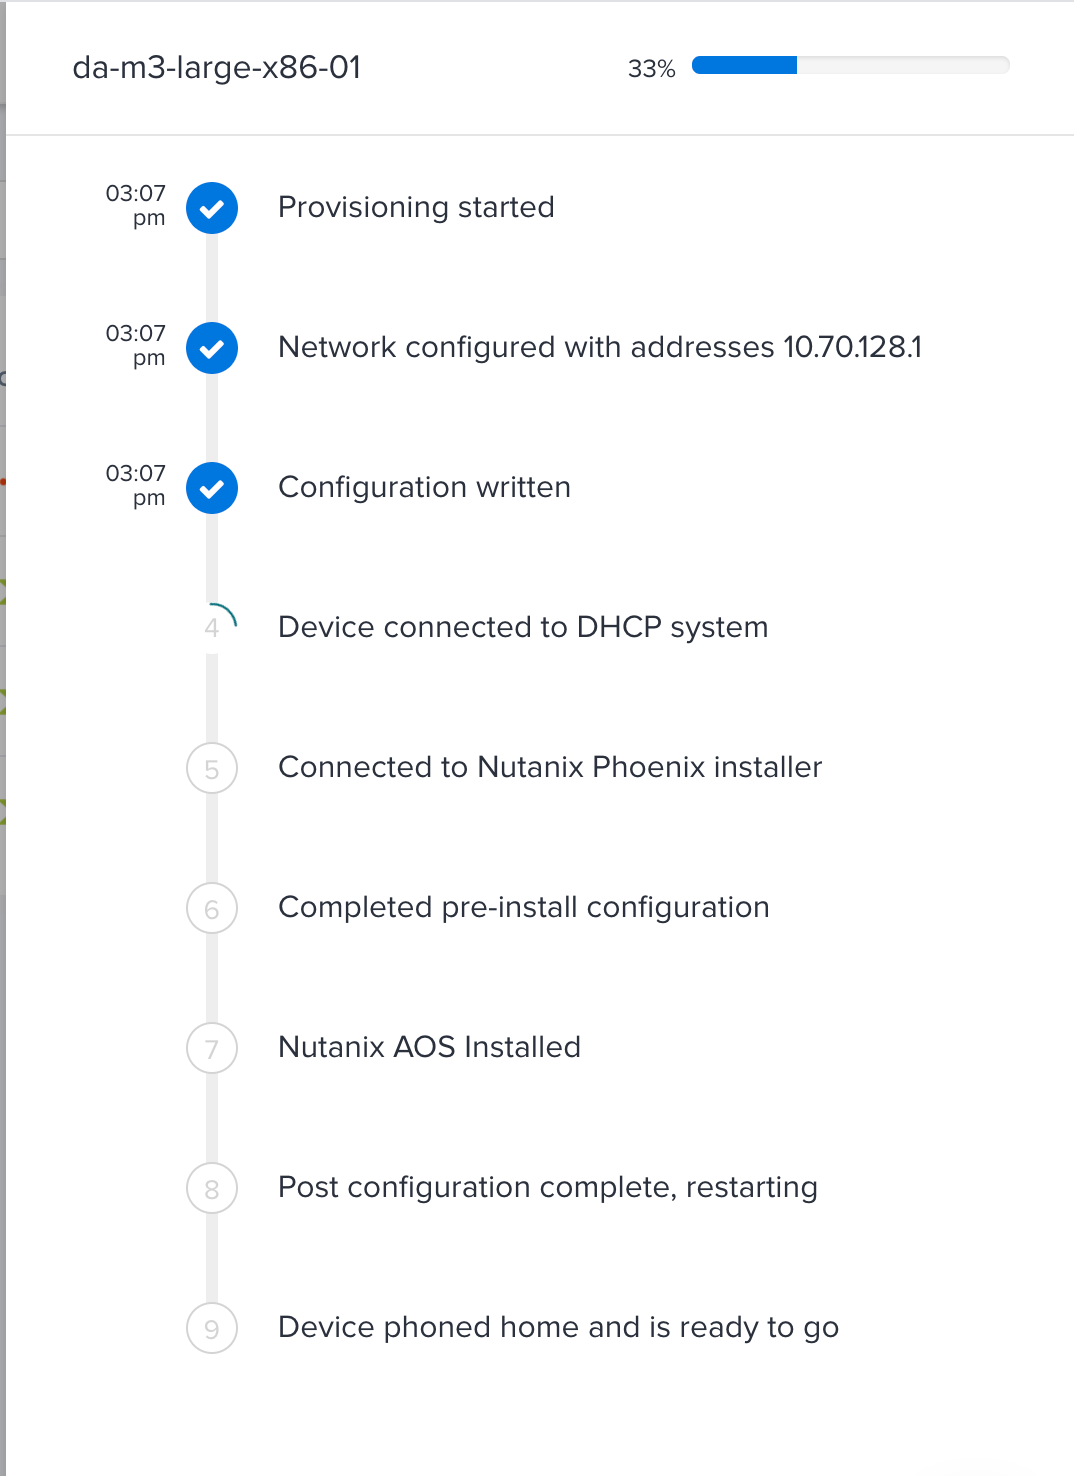 da-m3-large-x86-01
33%
03:07
pm
Provisioning started
03:07
pm
Network configured with addresses 10.70.128.1
03:07
pm
Configuration written
4
Device connected to DHCP system
5
Connected to Nutanix Phoenix installer
6
Completed pre-install configuration
7
Nutanix AOS Installed
8
Post configuration complete, restarting
9
Device phoned home and is ready to go